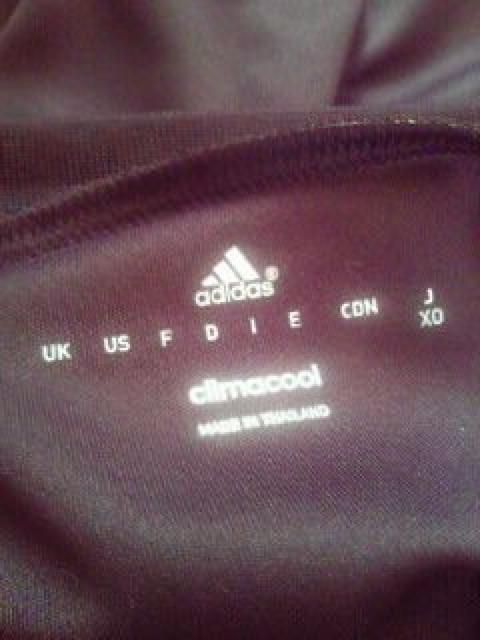 adidas®
UK US F D I E CDN J
XO
climacool
MADE IN THAILAND